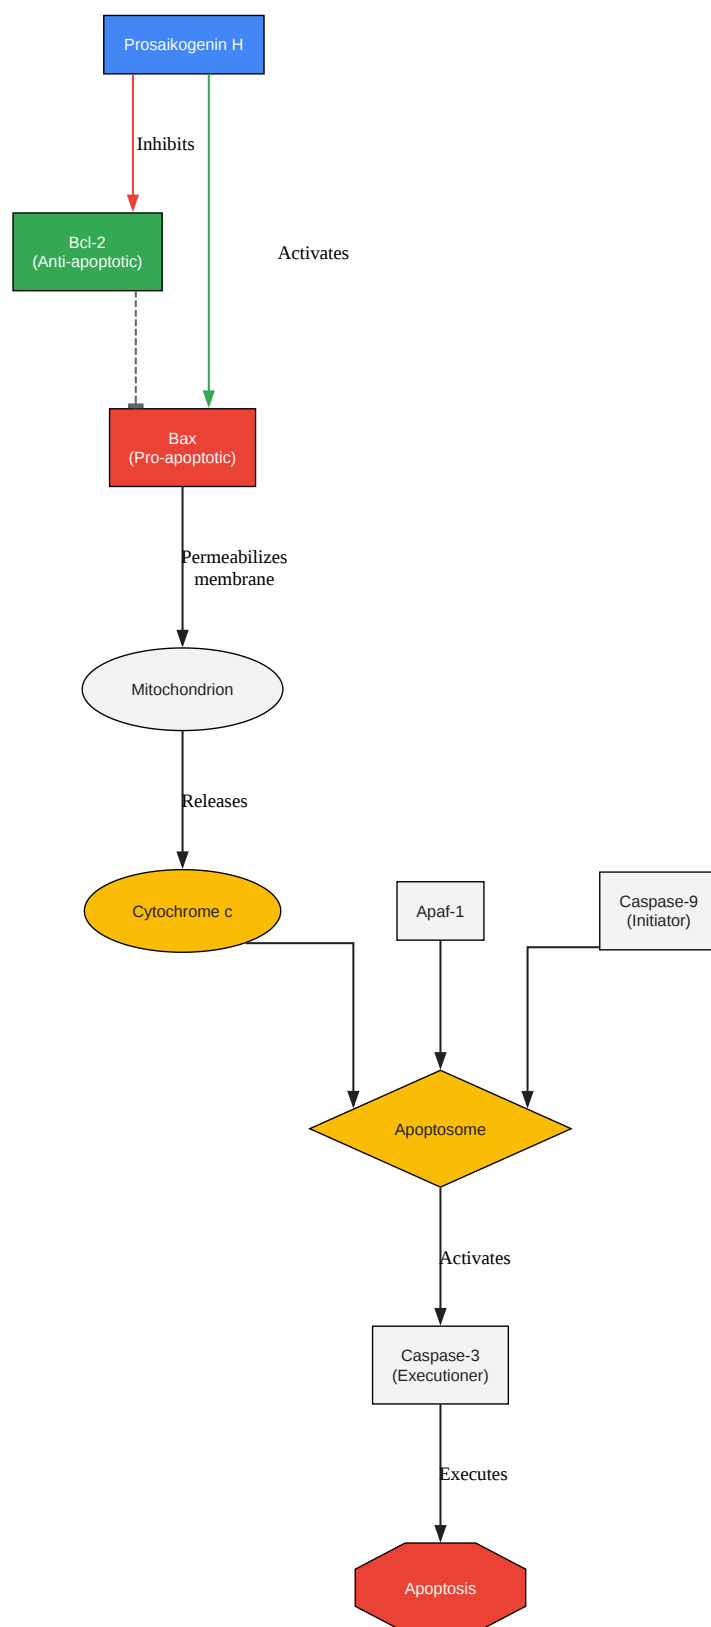 Prosaikogenin H
Inhibits
Bcl-2
(Anti-apoptotic)
Activates
Bax
(Pro-apoptotic)
Permeabilizes
membrane
Mitochondrion
Releases
Cytochrome c
Apaf-1
Caspase-9
(Initiator)
Apoptosome
Activates
Caspase-3
(Executioner)
Executes
Apoptosis